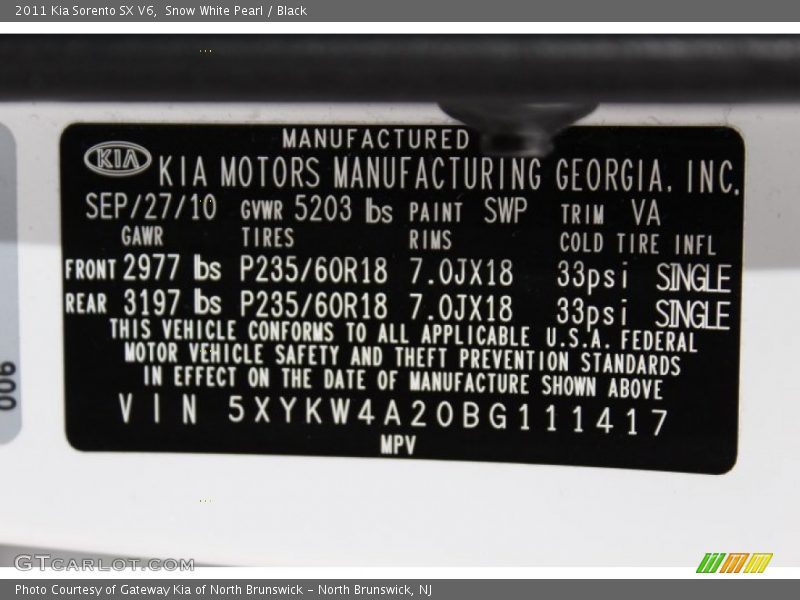 2011 Kia Sorento SX V6,  Snow White Pearl / Black
MANUFACTURED
KIA KIA MOTORS MANUFACTURING GEORGIA, INC.
SEP/27/10 GVWR 5203 lbs PAINT SWP TRIM VA
GAWR TIRES RIMS COLD TIRE INFL
FRONT 2977 lbs P235/60R18 7.0JX18 33psi SINGLE
REAR 3197 lbs P235/60R18 7.0JX18 33psi SINGLE
THIS VEHICLE CONFORMS TO ALL APPLICABLE U.S.A. FEDERAL
MOTOR VEHICLE SAFETY AND THEFT PREVENTION STANDARDS
IN EFFECT ON THE DATE OF MANUFACTURE SHOWN ABOVE
VIN 5XYKW4A20BG111417
MPV
006
GTCARLOT.COM
Photo Courtesy of Gateway Kia of North Brunswick - North Brunswick, NJ